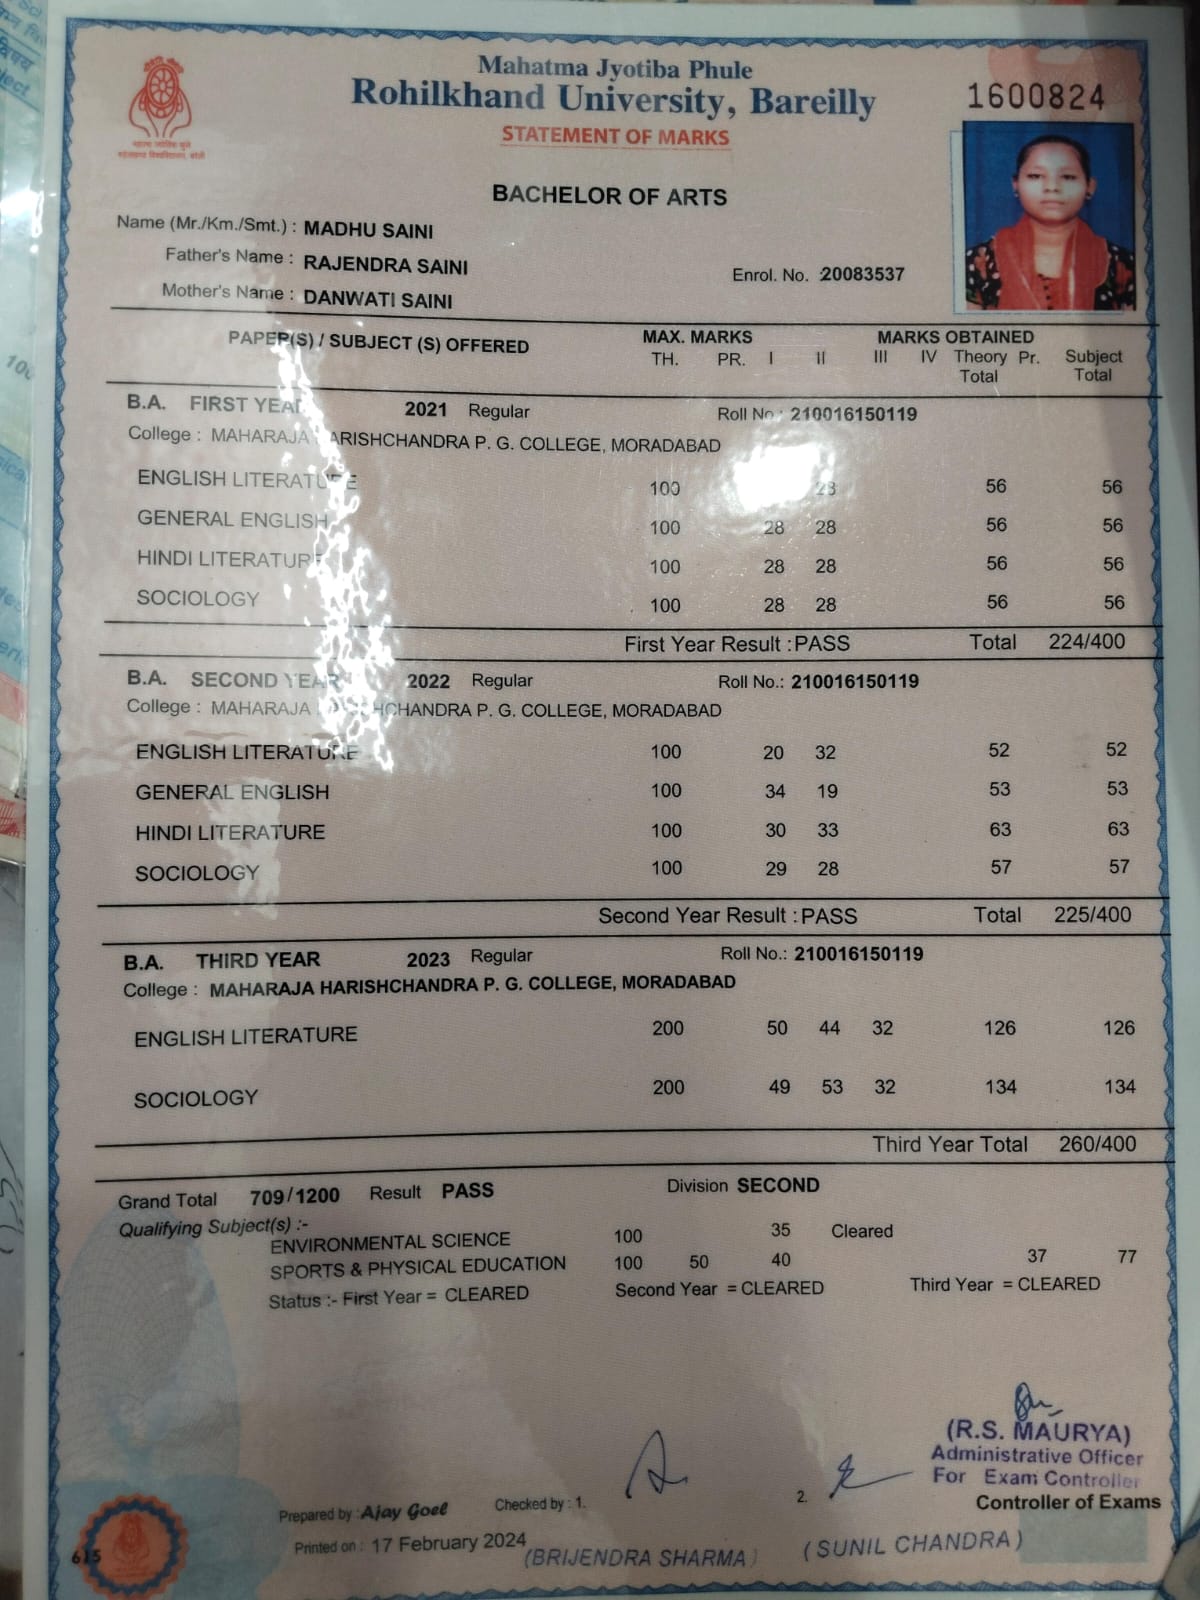 Mahatma Jyotiba Phule
Rohilkhand University, Bareilly
1600824
STATEMENT OF MARKS
BACHELOR OF ARTS
Name (Mr./Km./Smt.) : MADHU SAINI
Father's Name : RAJENDRA SAINI
Enrol. No. 20083537
Mother's Name : DANWATI SAINI
PAPER(S) / SUBJECT (S) OFFERED MAX. MARKS MARKS OBTAINED
TH. PR. I II III IV Theory Total Pr. Subject Total
B.A. FIRST YEAR 2021 Regular Roll No.: 210016150119
College : MAHARAJA HARISHCHANDRA P. G. COLLEGE, MORADABAD
ENGLISH LITERATURE 100 28 56 56
GENERAL ENGLISH 100 28 28 56 56
HINDI LITERATURE 100 28 28 56 56
SOCIOLOGY 100 28 28 56 56
First Year Result : PASS Total 224/400
B.A. SECOND YEAR 2022 Regular Roll No.: 210016150119
College : MAHARAJA HARISHCHANDRA P. G. COLLEGE, MORADABAD
ENGLISH LITERATURE 100 20 32 52 52
GENERAL ENGLISH 100 34 19 53 53
HINDI LITERATURE 100 30 33 63 63
SOCIOLOGY 100 29 28 57 57
Second Year Result : PASS Total 225/400
B.A. THIRD YEAR 2023 Regular Roll No.: 210016150119
College : MAHARAJA HARISHCHANDRA P. G. COLLEGE, MORADABAD
ENGLISH LITERATURE 200 50 44 32 126 126
SOCIOLOGY 200 49 53 32 134 134
Third Year Total 260/400
Grand Total 709/1200 Result PASS Division SECOND
Qualifying Subject(s) :-
ENVIRONMENTAL SCIENCE 100 35 Cleared
SPORTS & PHYSICAL EDUCATION 100 50 40 37 77
Status :- First Year = CLEARED Second Year = CLEARED Third Year = CLEARED
(R.S. MAURYA)
Administrative Officer
For Exam Controller
Controller of Exams
Prepared by : Ajay Goel Checked by : 1. 2.
Printed on : 17 February 2024
(BRIJENDRA SHARMA) (SUNIL CHANDRA)
615